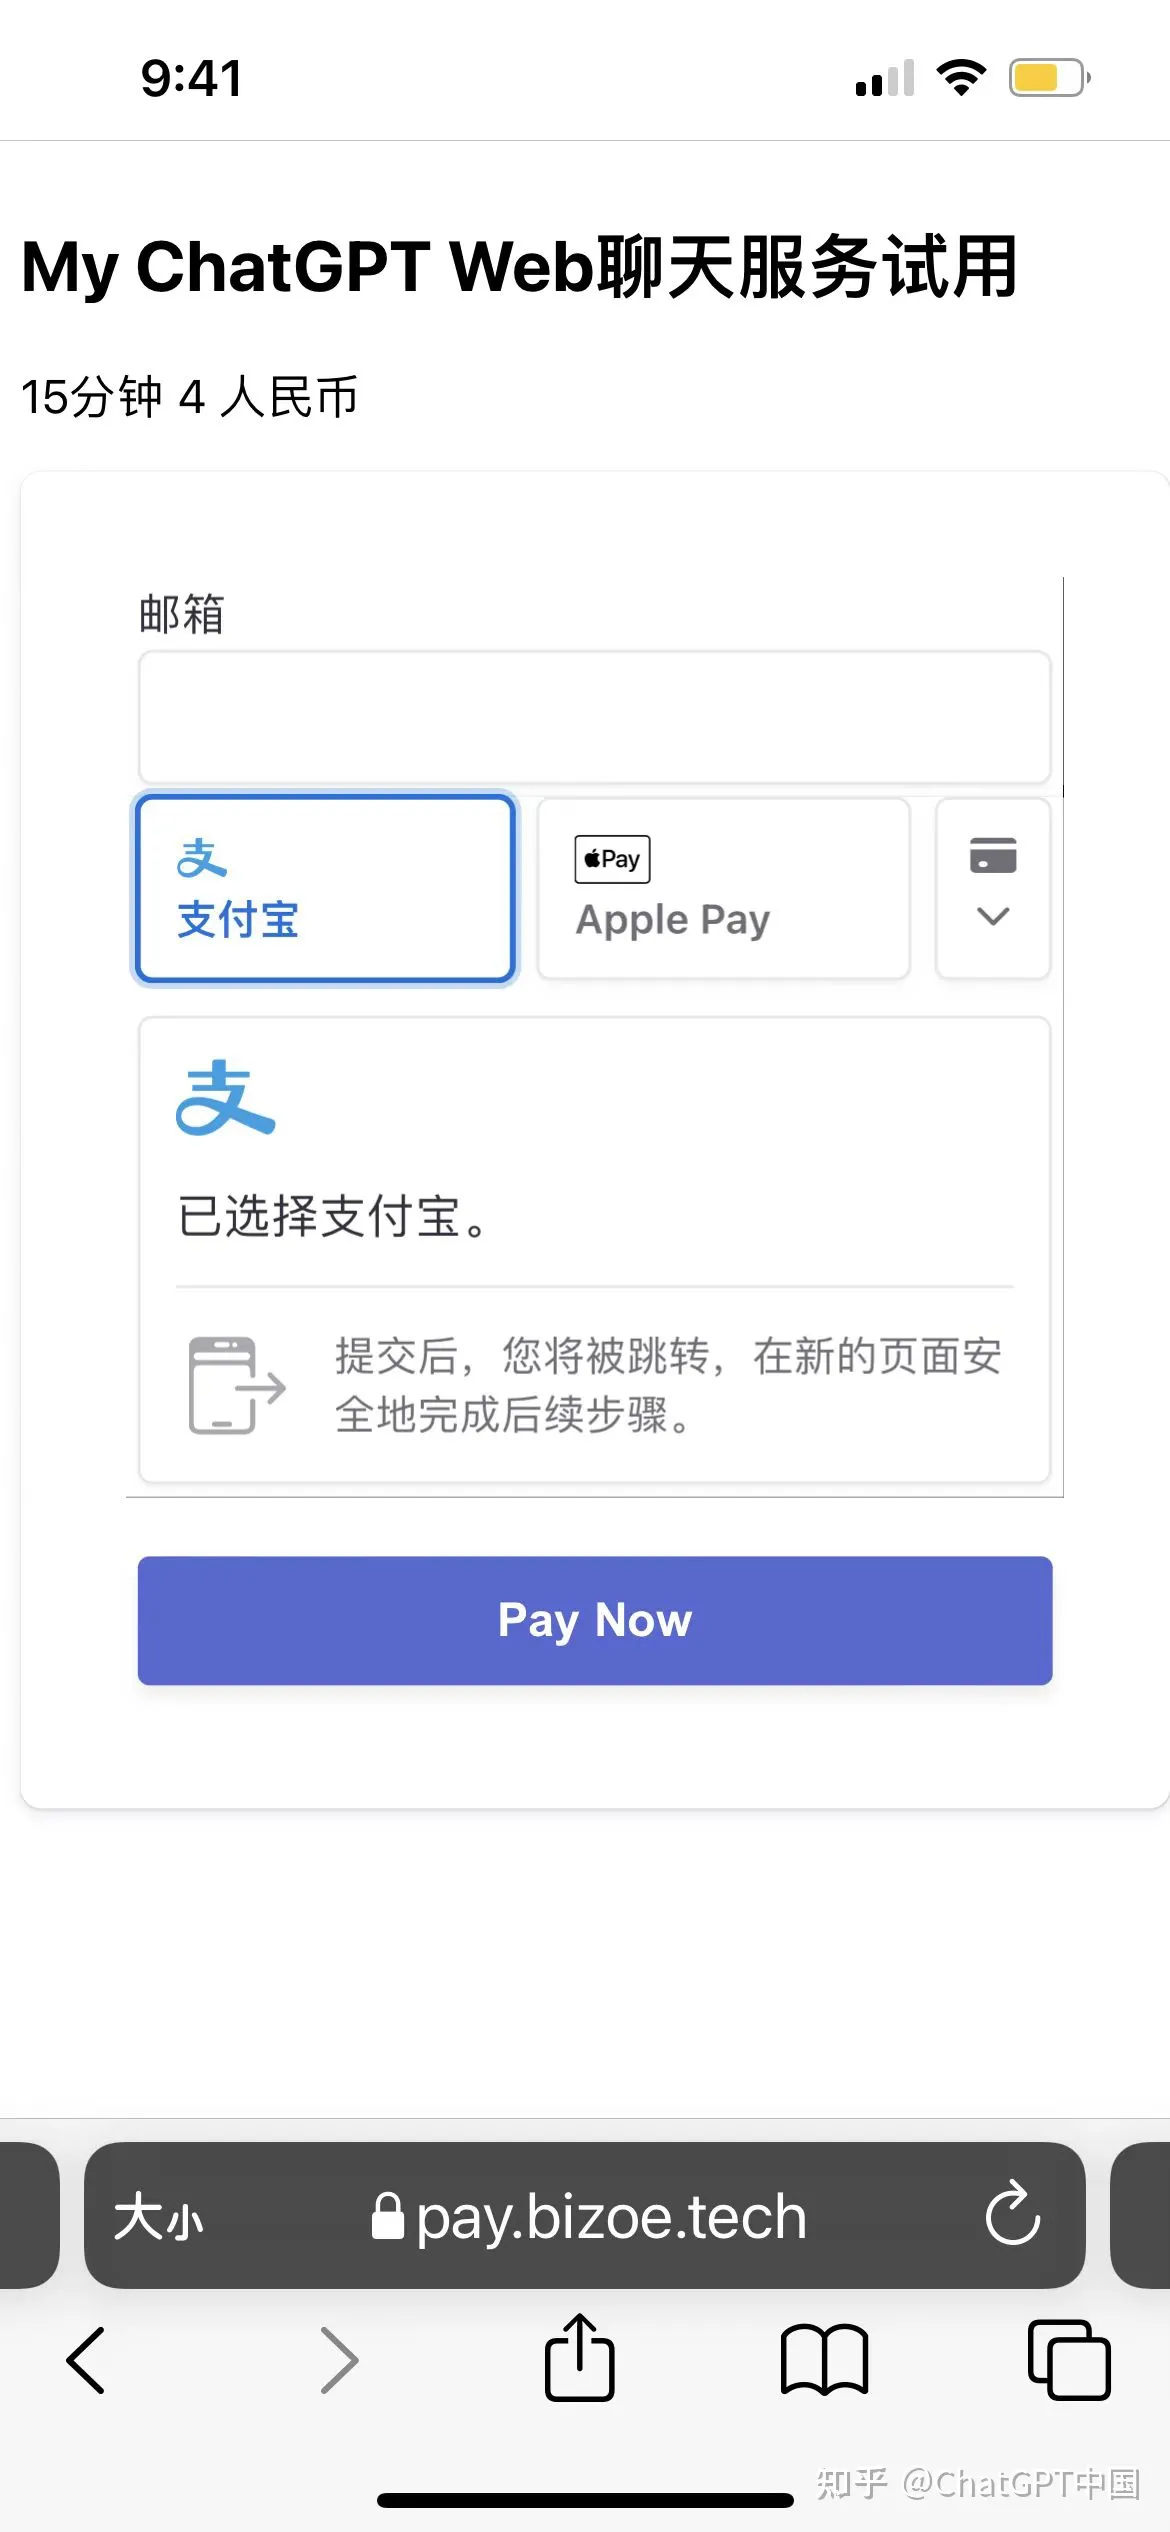 9:41
My ChatGPT Web聊天服务试用
15分钟 4 人民币
邮箱
支
支付宝
Pay
Apple Pay
支
已选择支付宝。
提交后，您将被跳转，在新的页面安
全地完成后续步骤。
Pay Now
大小 pay.bizoe.tech
知乎 @ChatGPT中国